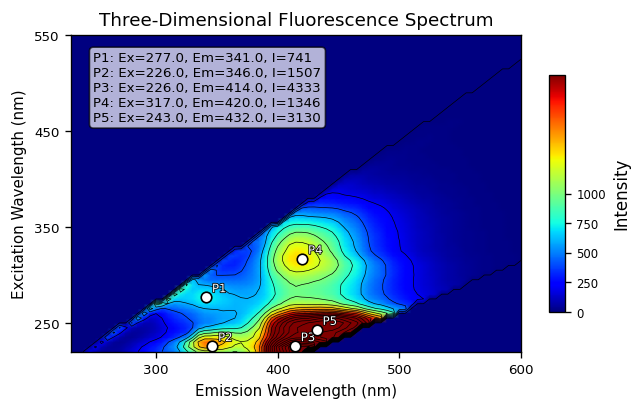 Three-Dimensional Fluorescence Spectrum
P1: Ex=277.0, Em=341.0, I=741
P2: Ex=226.0, Em=346.0, I=1507
P3: Ex=226.0, Em=414.0, I=4333
P4: Ex=317.0, Em=420.0, I=1346
P5: Ex=243.0, Em=432.0, I=3130
550
450
350
250
Excitation Wavelength (nm)
P4
P1
P5
P2
P3
300
400
500
600
Emission Wavelength (nm)
1000
750
500
250
0
Intensity